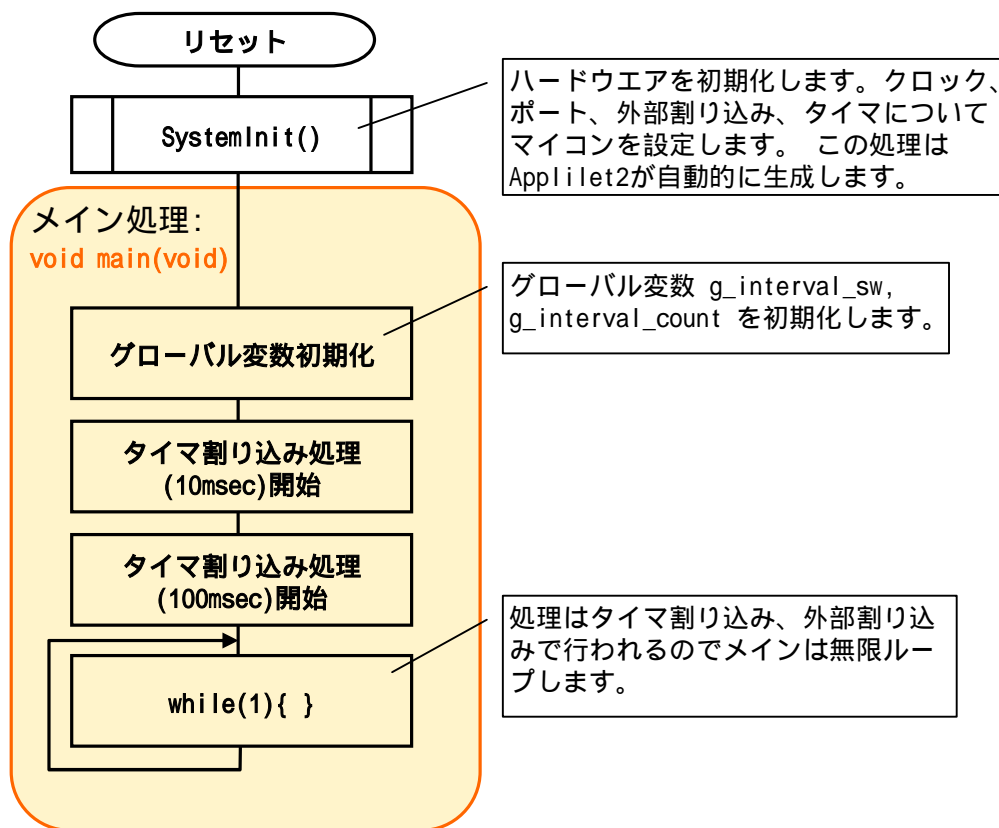 リセット
SystemInit()
ハードウエアを初期化します。クロック、
ポート、外部割り込み、タイマについて
マイコンを設定します。 この処理は
Applilet2が自動的に生成します。
メイン処理:
void main(void)
グローバル変数初期化
グローバル変数 g_interval_sw,
g_interval_count を初期化します。
タイマ割り込み処理
(10msec)開始
タイマ割り込み処理
(100msec)開始
while(1){ }
処理はタイマ割り込み、外部割り込
みで行われるのでメインは無限ルー
プします。